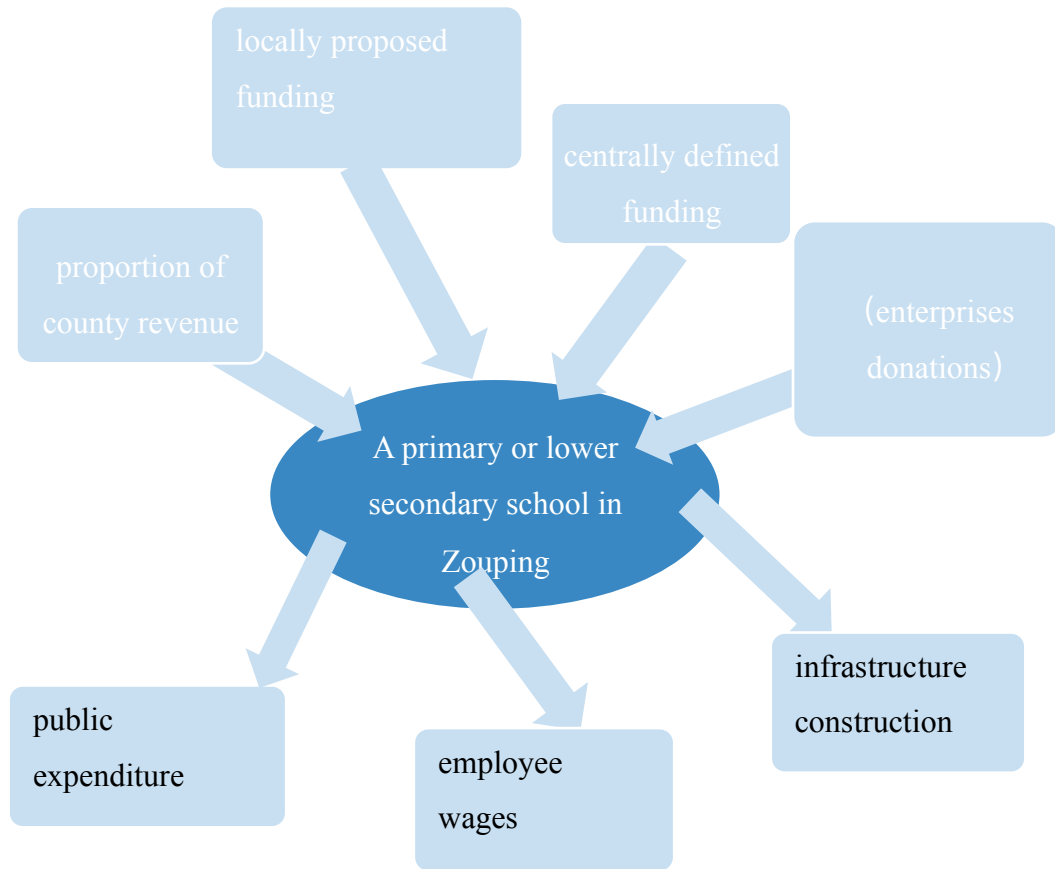 locally proposed
funding
centrally defined
funding
proportion of
county revenue
（enterprises
donations）
A primary or lower
secondary school in
Zouping
public
expenditure
employee
wages
infrastructure
construction